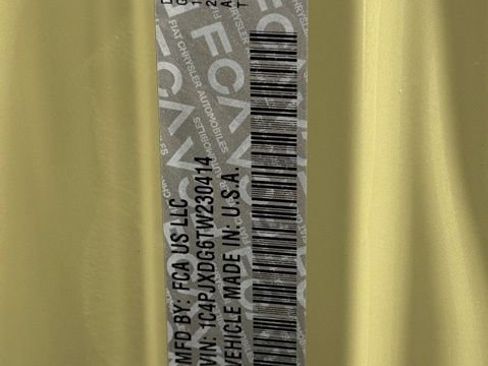 MFD BY: FCA US LLC
VIN: 1C4PJXDG6TW230414
VEHICLE MADE IN: U.S.A.
FCA
FIAT CHRYSLER AUTOMOBILES